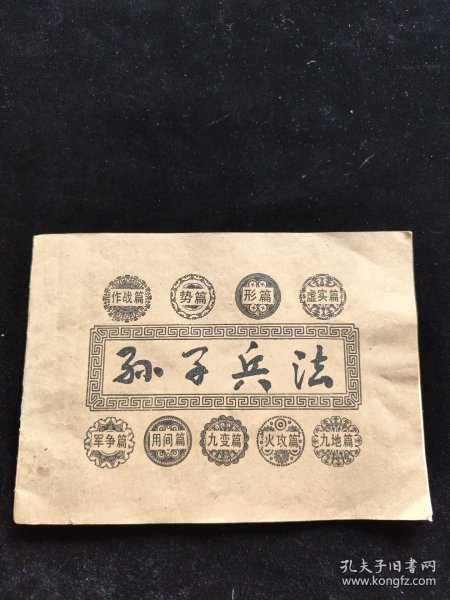 作战篇 势篇 形篇 虚实篇
孙子兵法
军争篇 用间篇 九变篇 火攻篇 九地篇
孔夫子旧书网
www.kongfz.com